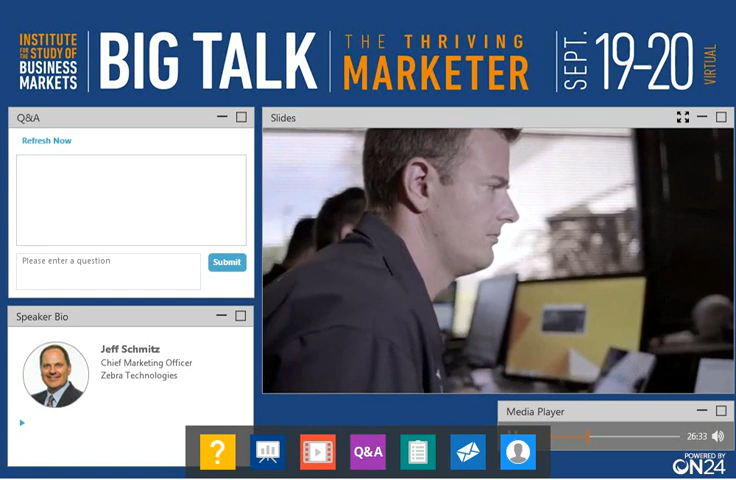 INSTITUTE
FOR THE STUDY OF
BUSINESS
MARKETS
BIG TALK
THE THRIVING
MARKETER
SEPT.
19-20
VIRTUAL
Q&A
Refresh Now
Please enter a question
Submit
Slides
Speaker Bio
Jeff Schmitz
Chief Marketing Officer
Zebra Technologies
Media Player
26:33
?
Q&A
POWERED BY
ON24